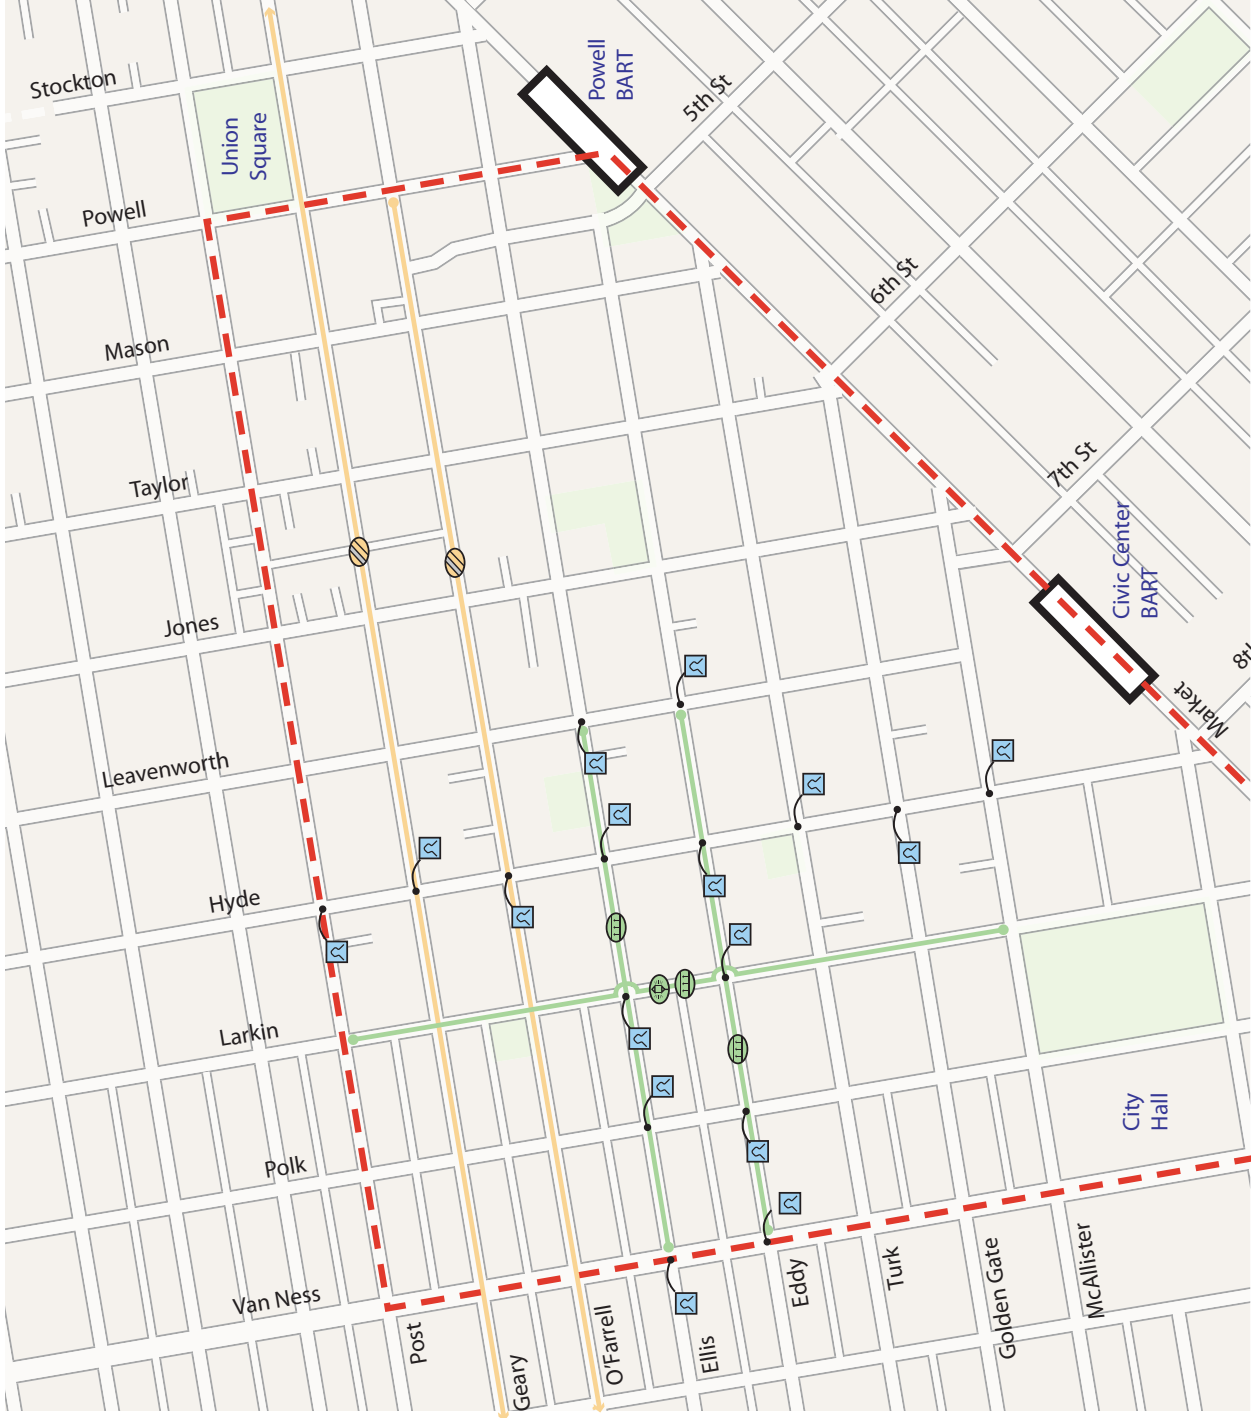 Stockton
Union
Square
Powell
BART
5th St
Powell
6th St
Mason
7th St
Taylor
Civic Center
BART
Jones
Market
Leavenworth
Hyde
Larkin
City
Hall
Polk
Van Ness
Post
Geary
O'Farrell
Ellis
Eddy
Turk
Golden Gate
McAllister